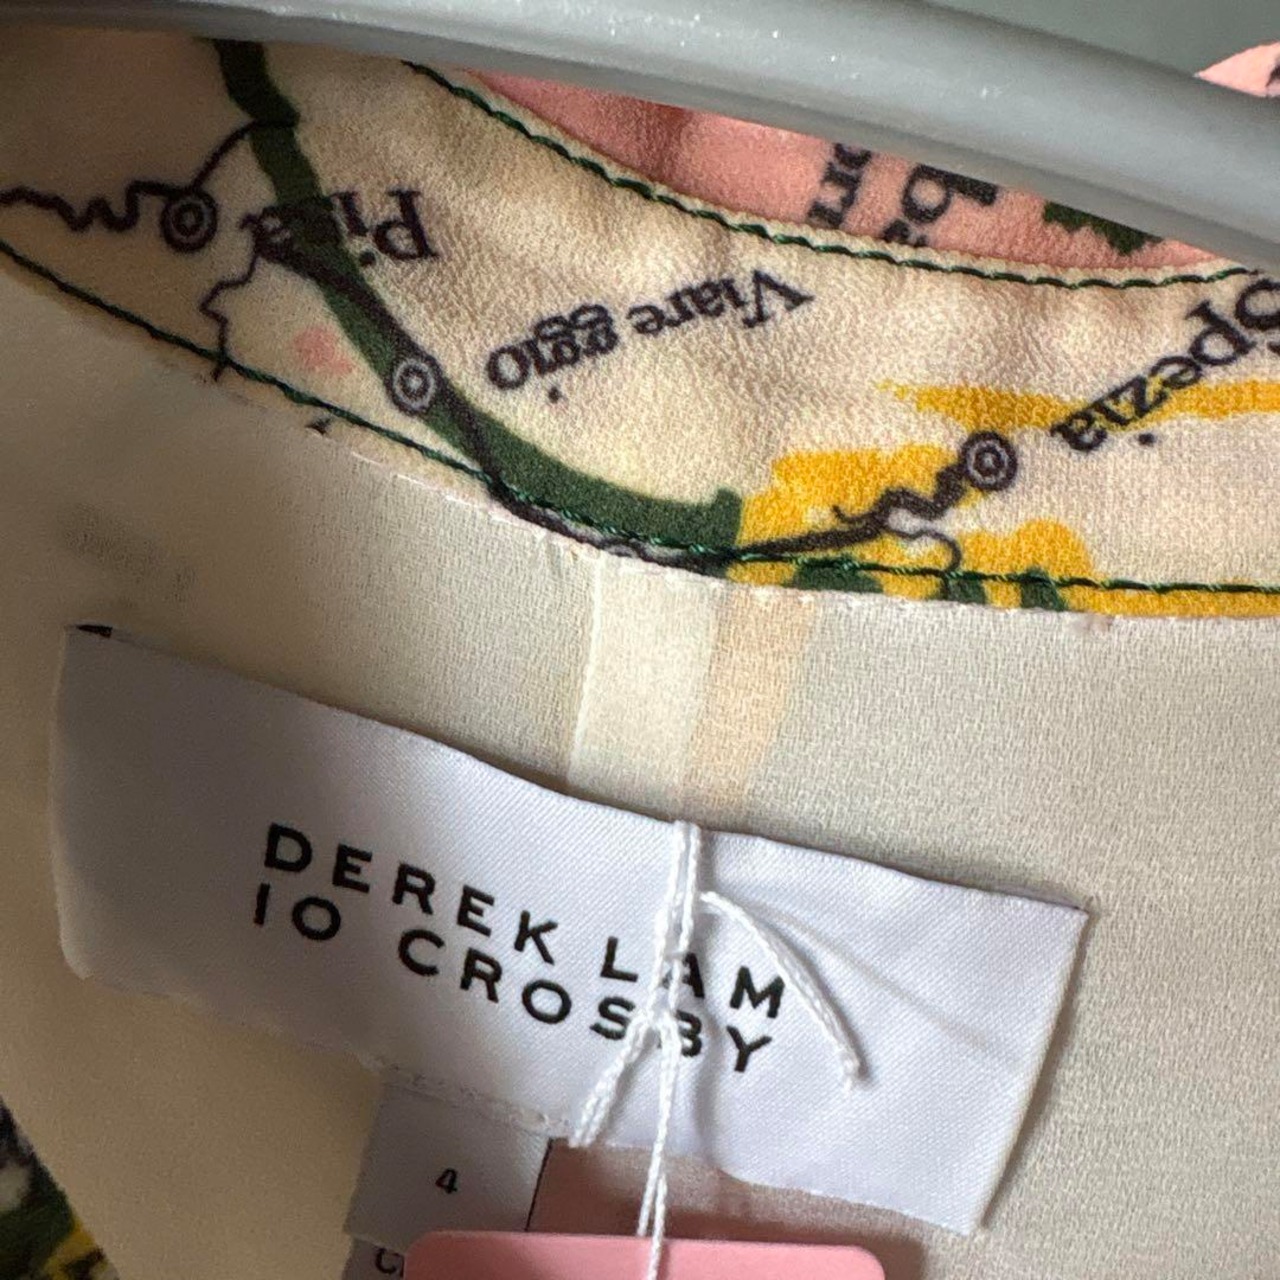 Pisa
Viareggio
Spezia
DEREK LAM
10 CROSBY
4